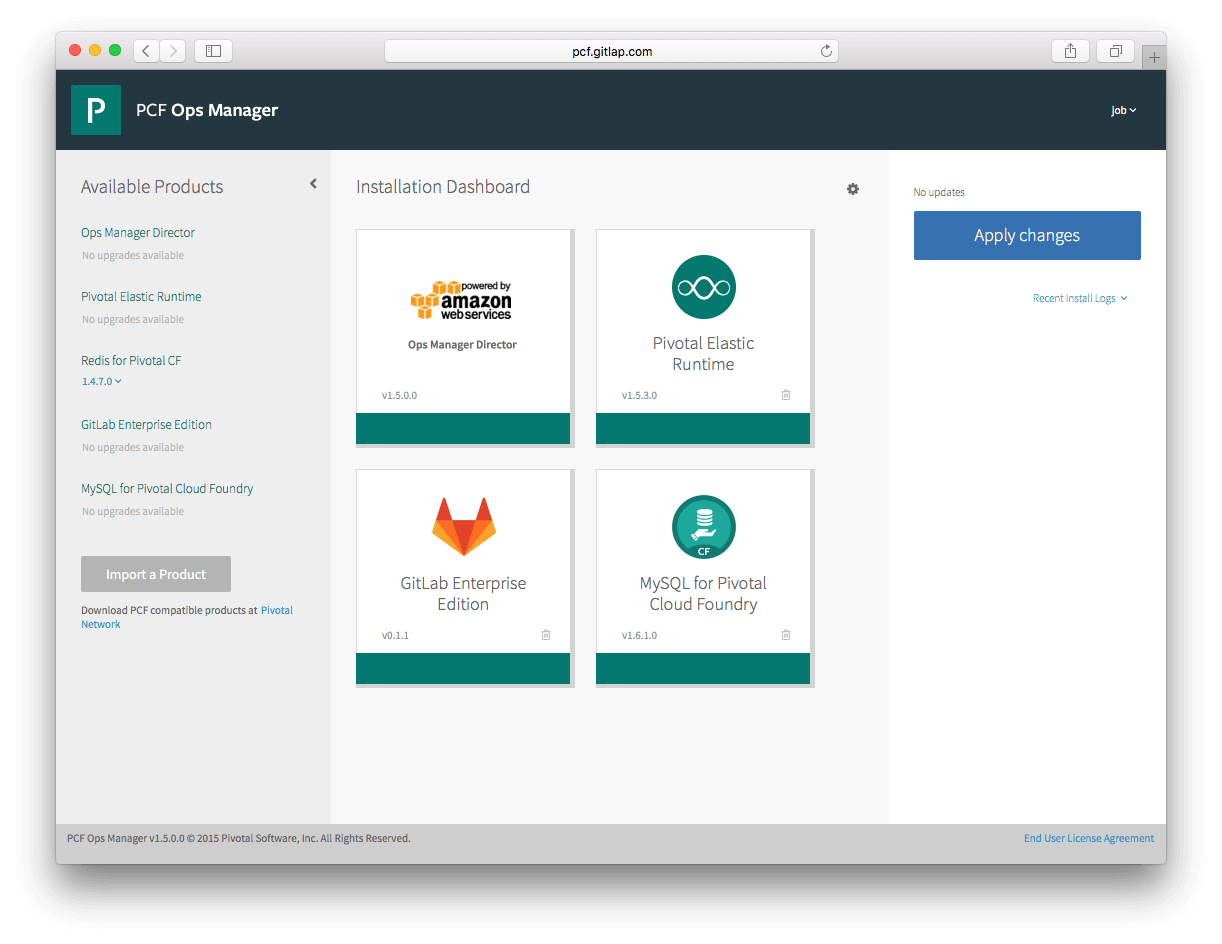 pcf.gitlap.com
P
PCF Ops Manager
job
Available Products
Ops Manager Director
No upgrades available
Pivotal Elastic Runtime
No upgrades available
Redis for Pivotal CF
1.4.7.0
GitLab Enterprise Edition
No upgrades available
MySQL for Pivotal Cloud Foundry
No upgrades available
Import a Product
Download PCF compatible products at Pivotal
Network
Installation Dashboard
powered by
amazon
web services
Ops Manager Director
v1.5.0.0
Pivotal Elastic
Runtime
v1.5.3.0
GitLab Enterprise
Edition
v0.1.1
CF
MySQL for Pivotal
Cloud Foundry
v1.6.1.0
No updates
Apply changes
Recent Install Logs
PCF Ops Manager v1.5.0.0 © 2015 Pivotal Software, Inc. All Rights Reserved.
End User License Agreement